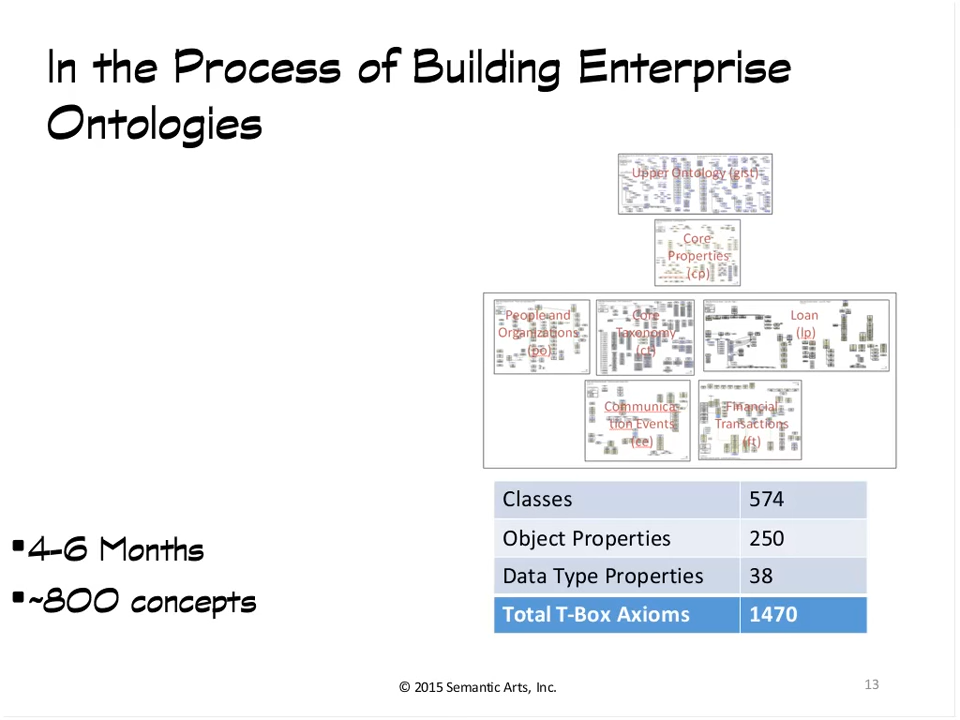 In the Process of Building Enterprise
Ontologies
Upper Ontology (gist)
Core
Properties
(cp)
People and
Organizations
(po)
Core
Taxonomy
(ct)
Loan
(lp)
Communica-
tion Events
(ce)
Financial
Transactions
(ft)
Classes 574
Object Properties 250
Data Type Properties 38
Total T-Box Axioms 1470
▪4-6 Months
▪~800 concepts
© 2015 Semantic Arts, Inc.
13